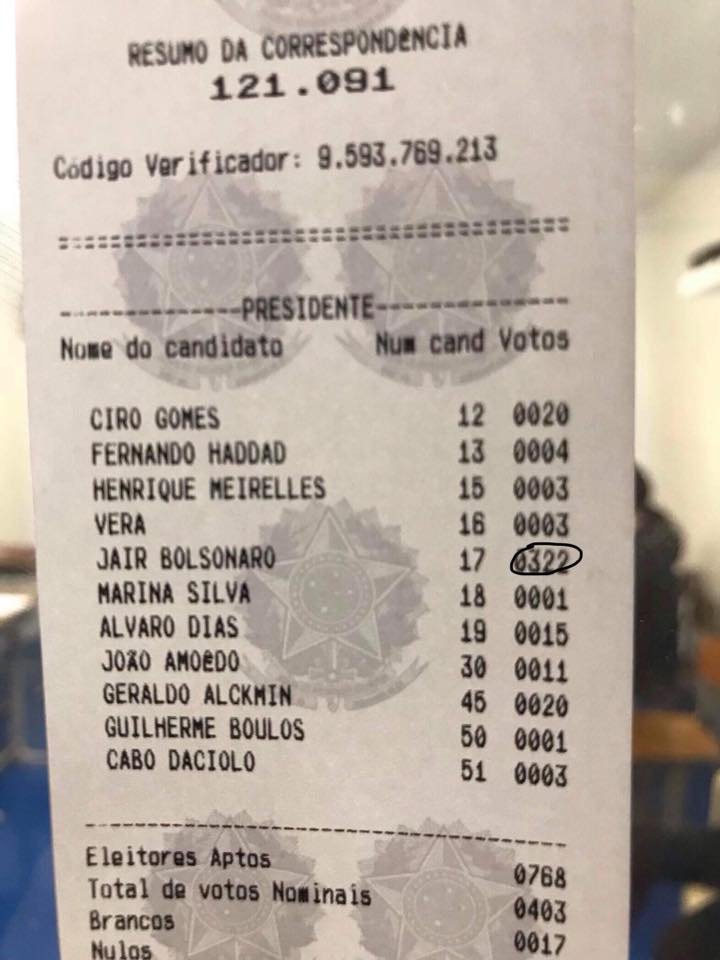 RESUMO DA CORRESPONDêNCIA
121.091
Código Verificador: 9.593.769.213
================================================
--------------PRESIDENTE---------------
Nome do candidato Num cand Votos
CIRO GOMES 12 0020
FERNANDO HADDAD 13 0004
HENRIQUE MEIRELLES 15 0003
VERA 16 0003
JAIR BOLSONARO 17 0322
MARINA SILVA 18 0001
ALVARO DIAS 19 0015
JOÃO AMOêDO 30 0011
GERALDO ALCKMIN 45 0020
GUILHERME BOULOS 50 0001
CABO DACIOLO 51 0003
------------------------------------------------
Eleitores Aptos 0768
Total de votos Nominais 0403
Brancos 0017
Nulos